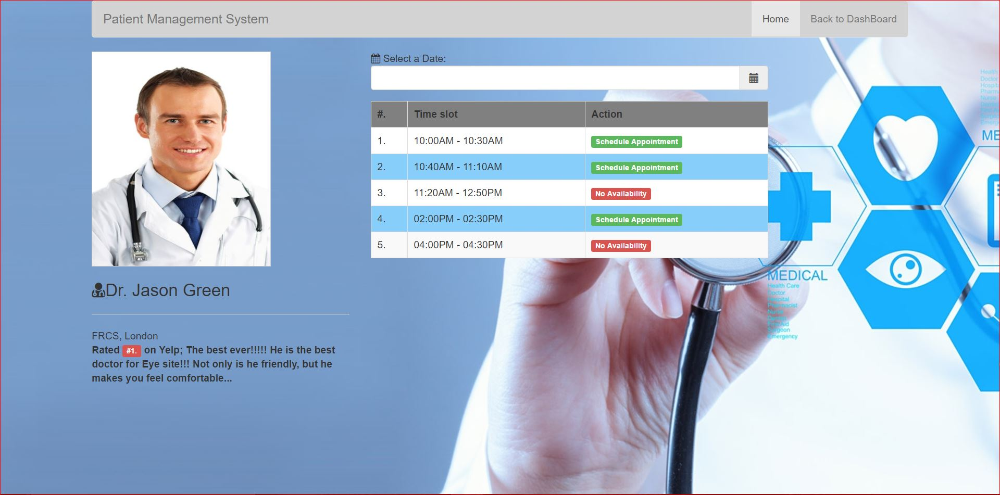 Patient Management System
Home
Back to DashBoard
Select a Date:
#. Time slot Action
1. 10:00AM - 10:30AM Schedule Appointment
2. 10:40AM - 11:10AM Schedule Appointment
3. 11:20AM - 12:50PM No Availability
4. 02:00PM - 02:30PM Schedule Appointment
5. 04:00PM - 04:30PM No Availability
Dr. Jason Green
FRCS, London
Rated #1. on Yelp; The best ever!!!!! He is the best
doctor for Eye site!!! Not only is he friendly, but he
makes you feel comfortable...
MEDICAL
Health Care
Doctor
Hospital
Pharmacist
Nurse
Dentist
First Aid
Surgeon
Emergency
Health
Doctor
Nurse
ME